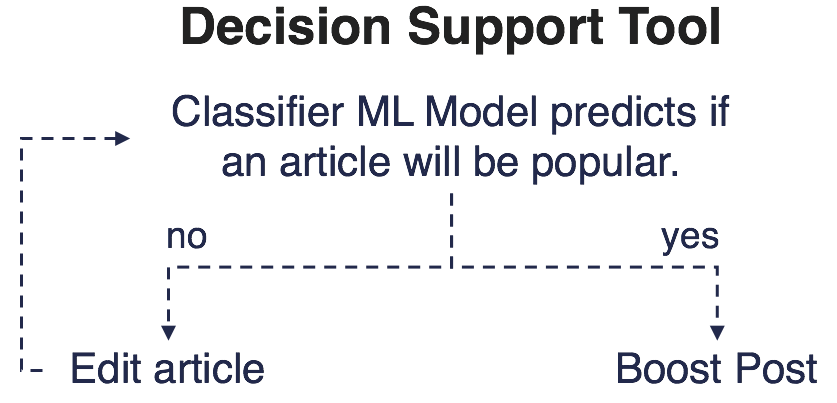 Decision Support Tool
Classifier ML Model predicts if
an article will be popular.
no
yes
Edit article
Boost Post